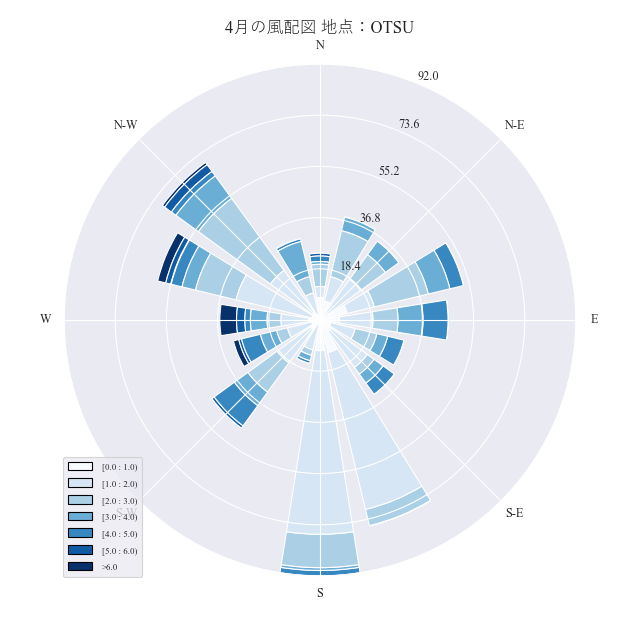 4月の風配図 地点：OTSU
N
92.0
N-W
N-E
73.6
55.2
36.8
18.4
W
E
[0.0 : 1.0)
[1.0 : 2.0)
[2.0 : 3.0)
S-W
S-E
[3.0 : 4.0)
[4.0 : 5.0)
[5.0 : 6.0)
>6.0
S